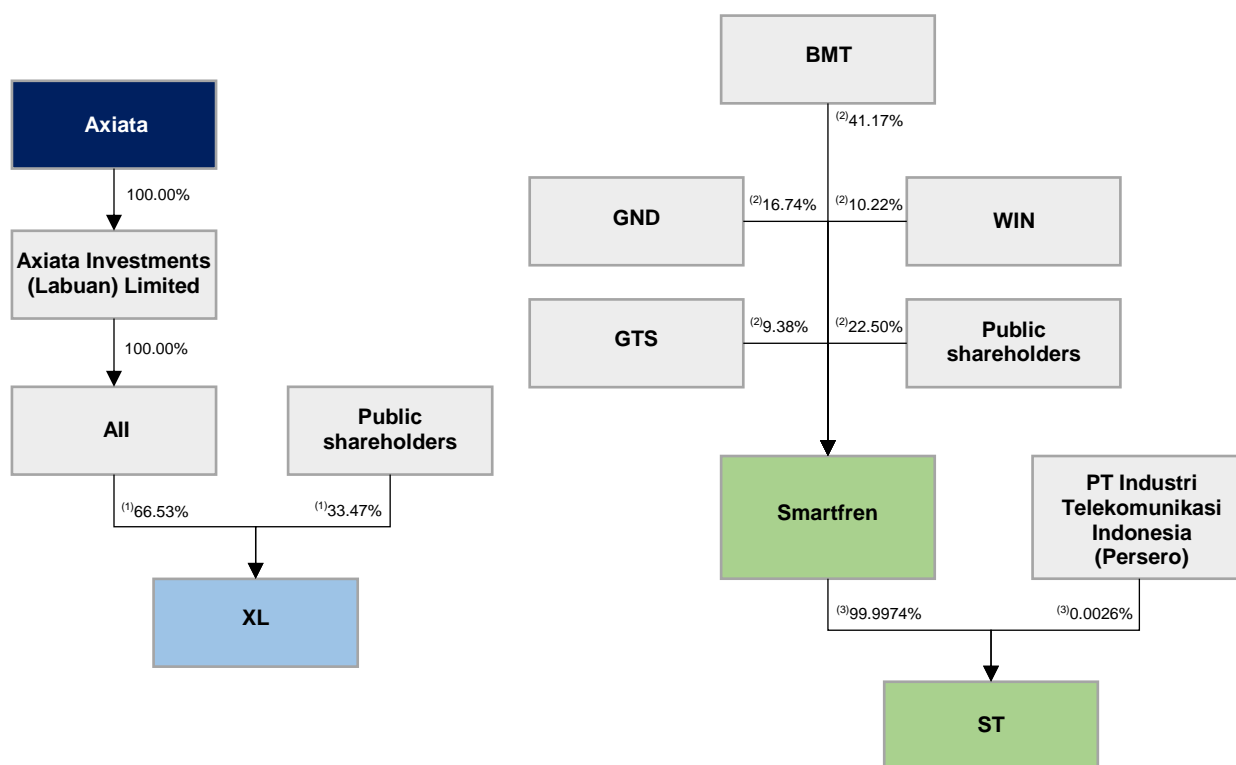 Axiata
100.00%
Axiata Investments
(Labuan) Limited
100.00%
AII
Public
shareholders
(1)66.53%
(1)33.47%
XL
BMT
(2)41.17%
GND
(2)16.74%
(2)10.22%
WIN
GTS
(2)9.38%
(2)22.50%
Public
shareholders
Smartfren
PT Industri
Telekomunikasi
Indonesia
(Persero)
(3)99.9974%
(3)0.0026%
ST